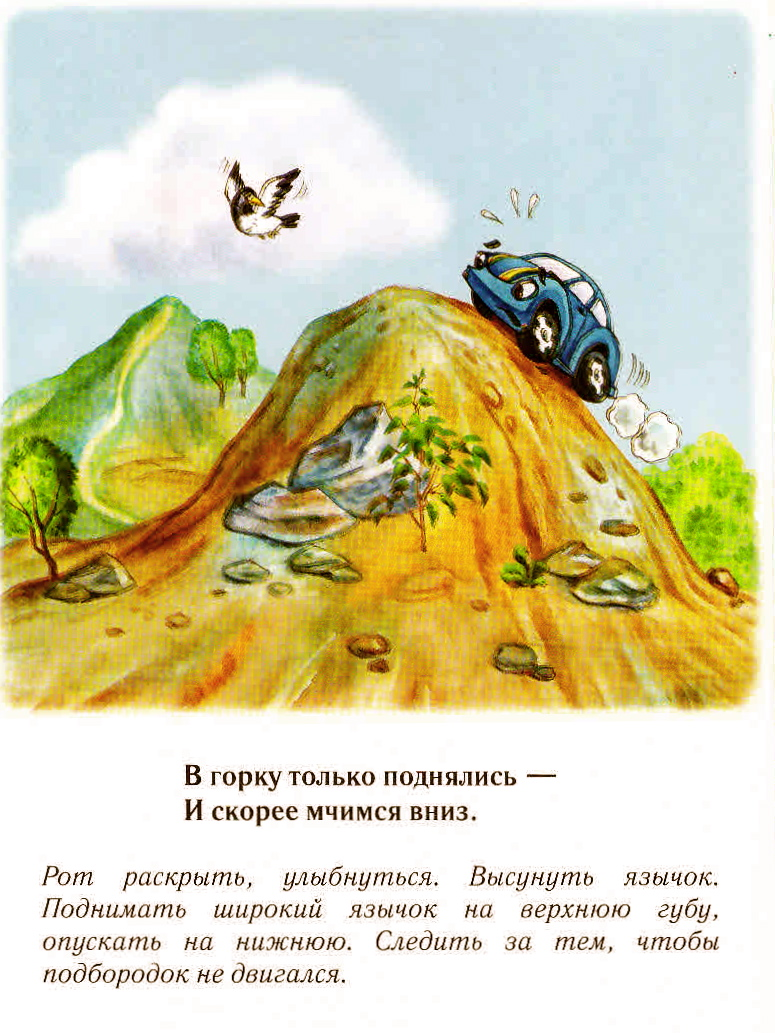 В горку только поднялись —
И скорее мчимся вниз.
Рот раскрыть, улыбнуться. Высунуть язычок.
Поднимать широкий язычок на верхнюю губу,
опускать на нижнюю. Следить за тем, чтобы
подбородок не двигался.